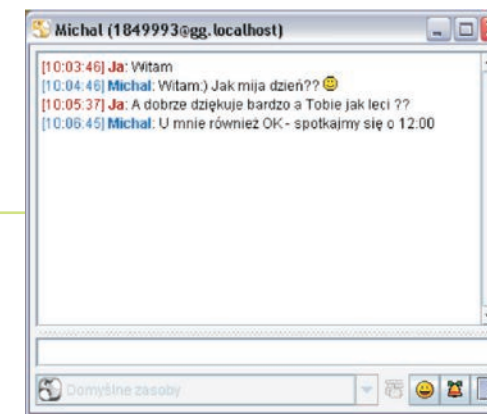 Michal (1849993@gg.localhost)
[10:03:46] Ja: Witam
[10:04:46] Michal: Witam:) Jak mija dzień??
[10:05:37] Ja: A dobrze dziękuje bardzo a Tobie jak leci ??
[10:06:45] Michal: U mnie również OK - spotkajmy się o 12:00
Domyślne zasoby